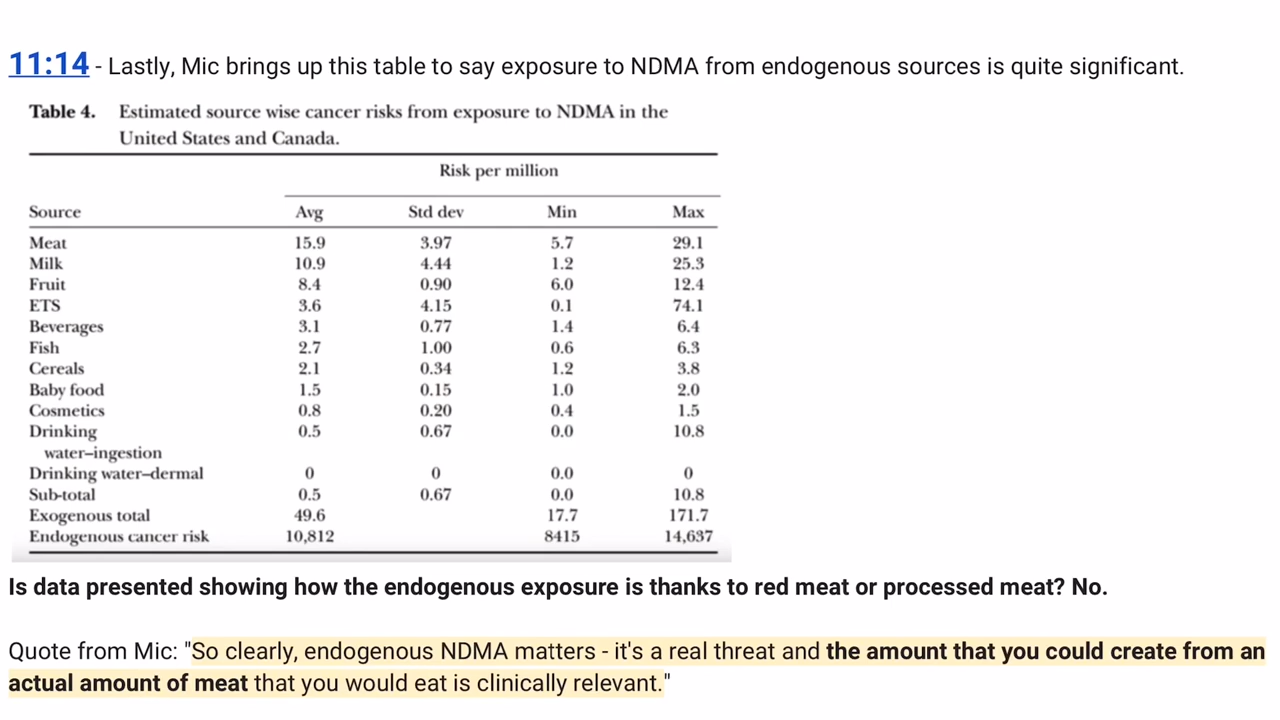 11:14 - Lastly, Mic brings up this table to say exposure to NDMA from endogenous sources is quite significant.
Table 4. Estimated source wise cancer risks from exposure to NDMA in the
United States and Canada.
Risk per million
Source Avg Std dev Min Max
Meat 15.9 3.97 5.7 29.1
Milk 10.9 4.44 1.2 25.3
Fruit 8.4 0.90 6.0 12.4
ETS 3.6 4.15 0.1 74.1
Beverages 3.1 0.77 1.4 6.4
Fish 2.7 1.00 0.6 6.3
Cereals 2.1 0.34 1.2 3.8
Baby food 1.5 0.15 1.0 2.0
Cosmetics 0.8 0.20 0.4 1.5
Drinking 0.5 0.67 0.0 10.8
water–ingestion
Drinking water–dermal 0 0 0.0 0
Sub-total 0.5 0.67 0.0 10.8
Exogenous total 49.6 17.7 171.7
Endogenous cancer risk 10,812 8415 14,637
Is data presented showing how the endogenous exposure is thanks to red meat or processed meat? No.
Quote from Mic: "So clearly, endogenous NDMA matters - it's a real threat and the amount that you could create from an
actual amount of meat that you would eat is clinically relevant."